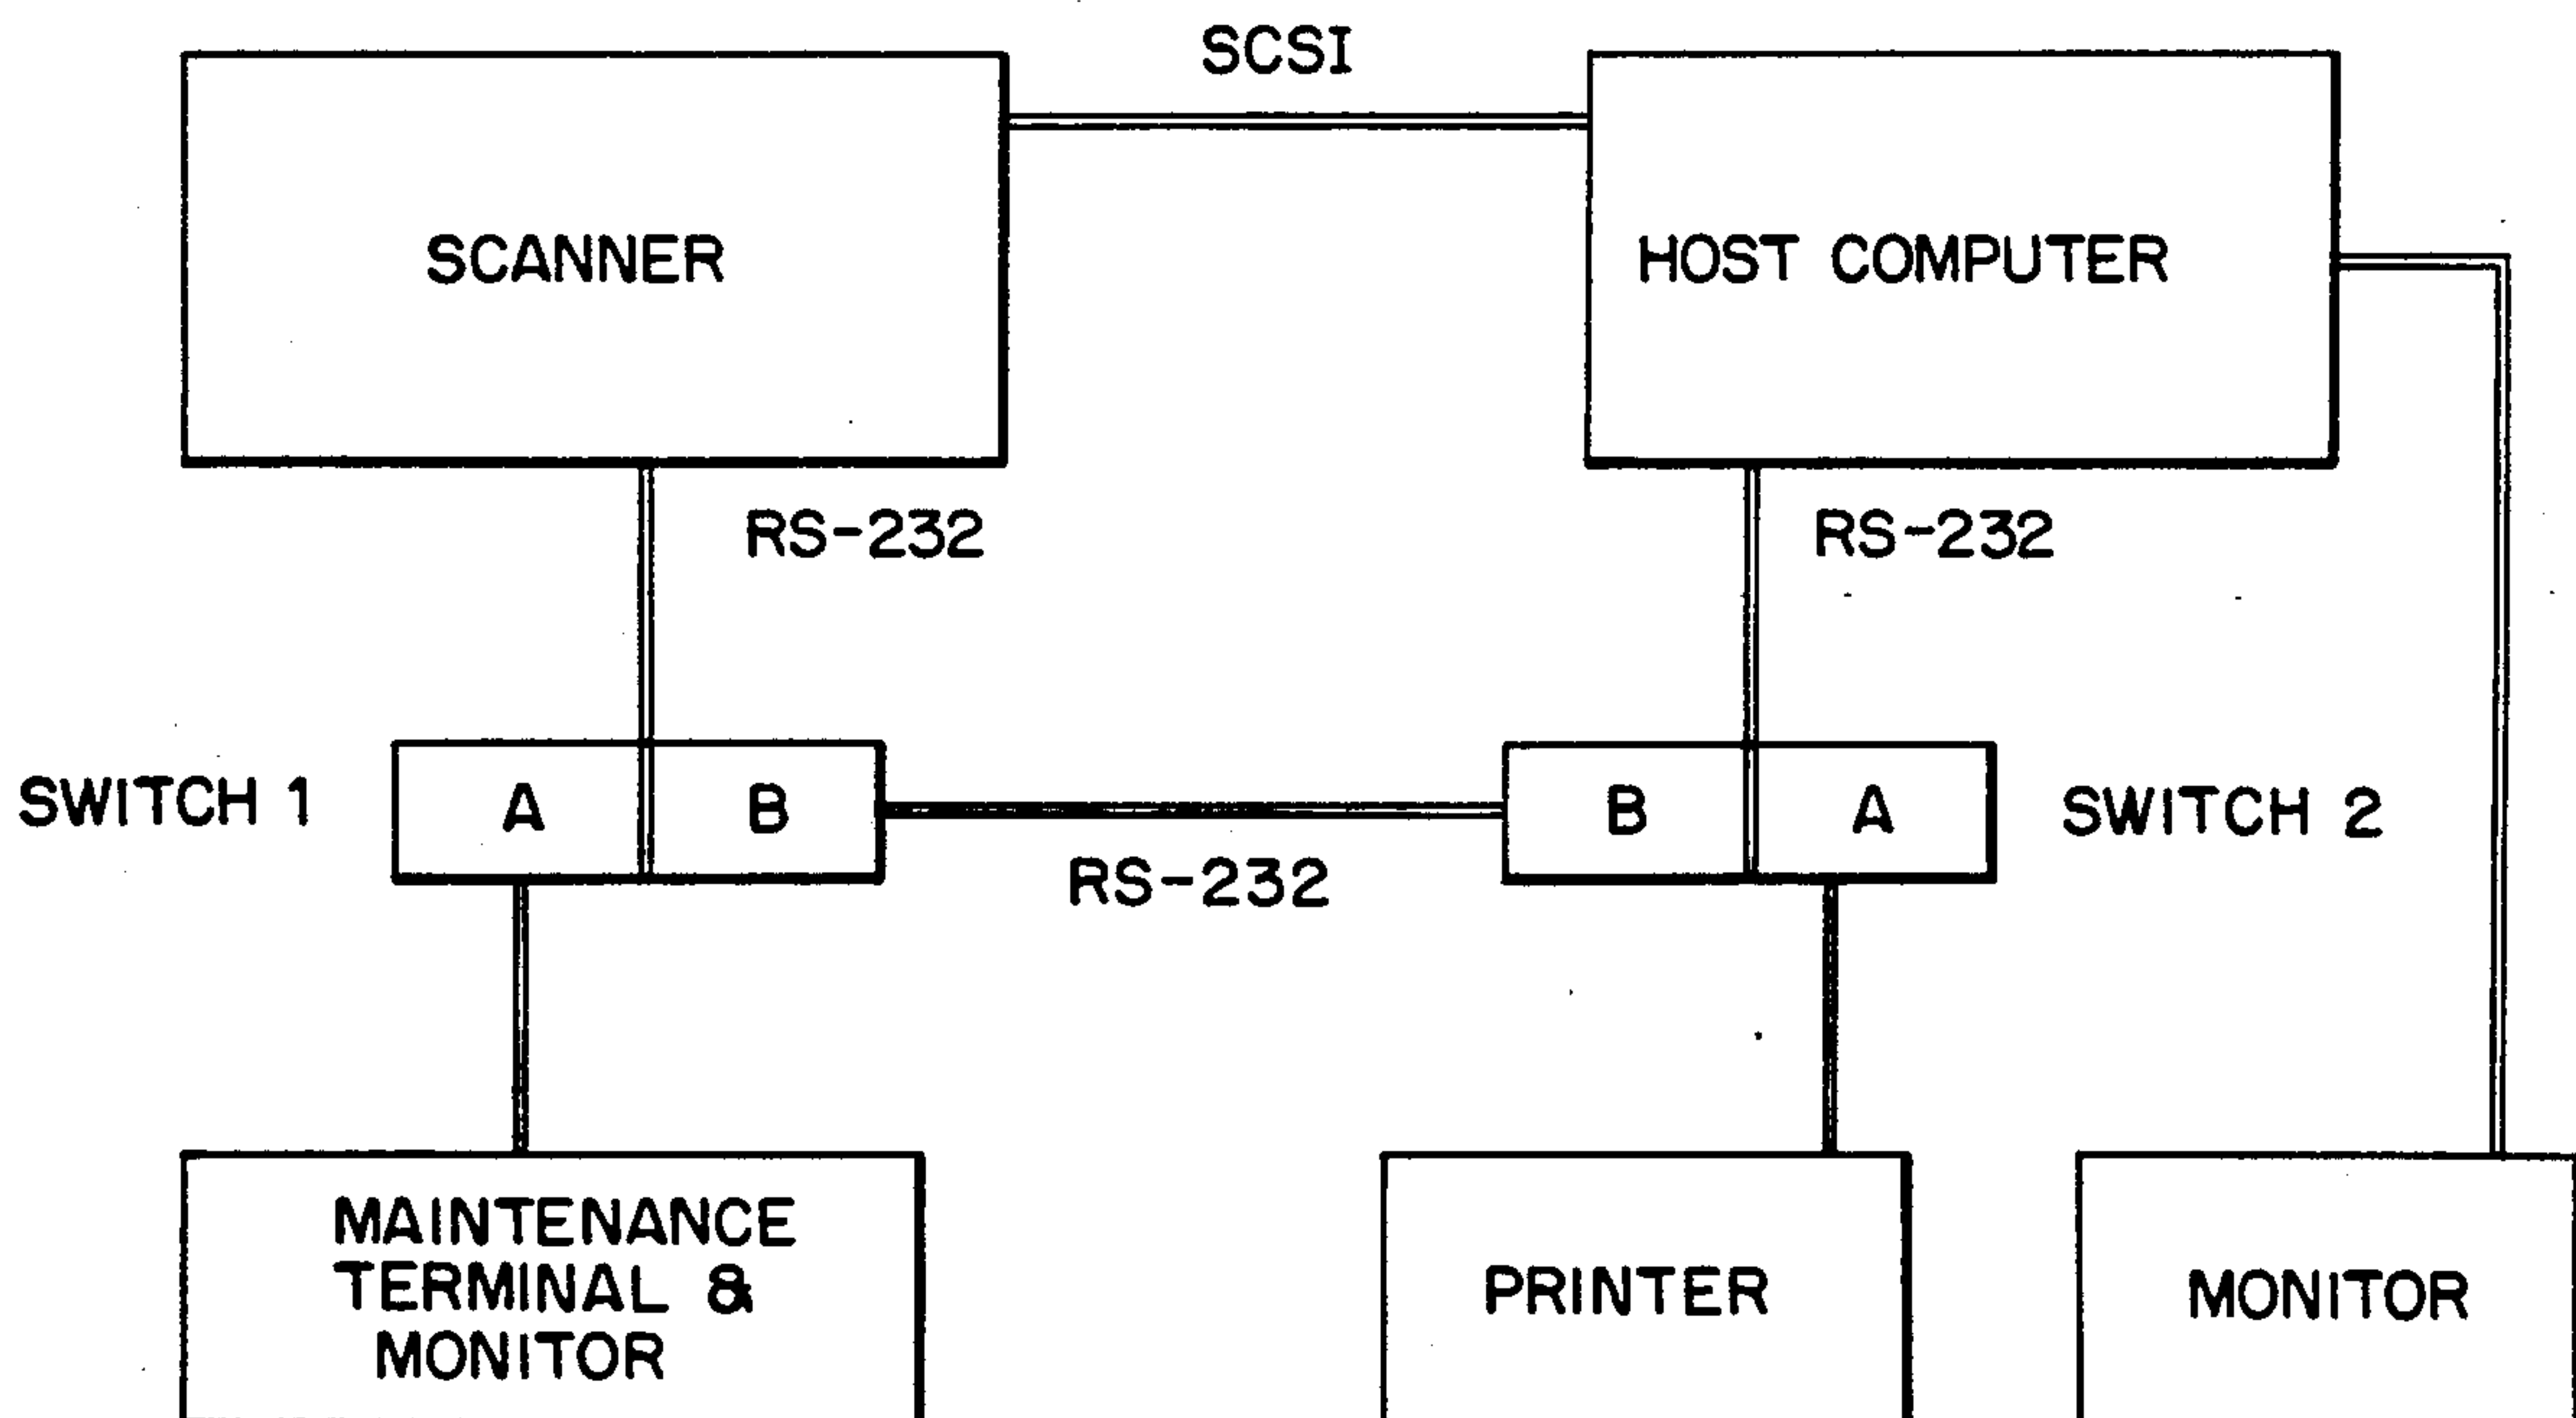 SCSI
SCANNER
HOST COMPUTER
RS-232
RS-232
SWITCH 1
A
B
B
A
SWITCH 2
RS-232
MAINTENANCE
TERMINAL &
MONITOR
PRINTER
MONITOR